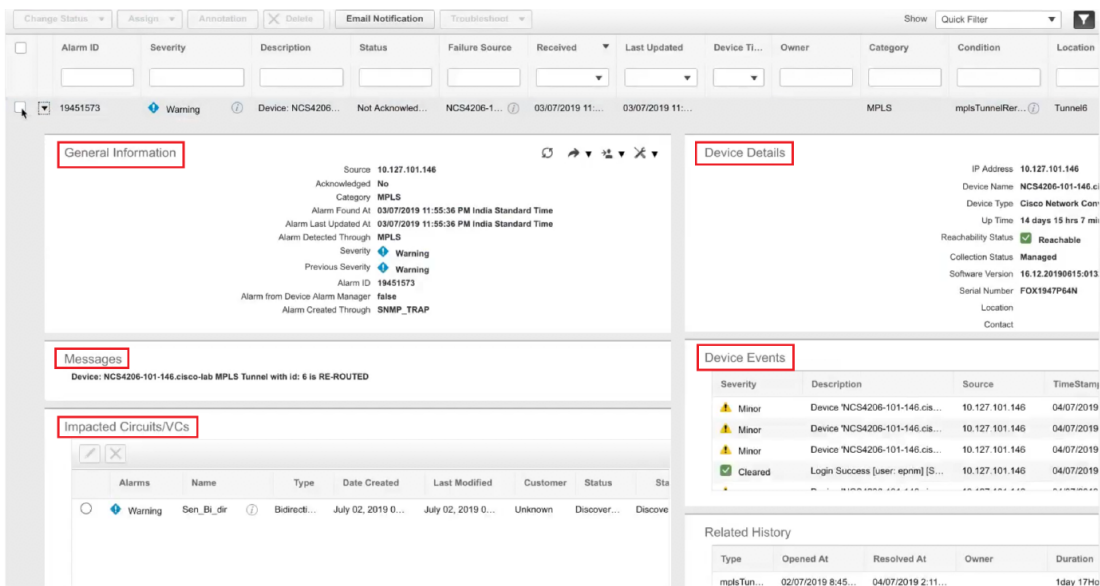 Change Status Assign Annotation Delete Email Notification Troubleshoot Show Quick Filter
Alarm ID Severity Description Status Failure Source Received Last Updated Device Ti... Owner Category Condition Location
19451573 Warning Device: NCS4206... Not Acknowled... NCS4206-1... 03/07/2019 11:... 03/07/2019 11:... MPLS mplsTunnelRer... Tunnel6
General Information
Source 10.127.101.146
Acknowledged No
Category MPLS
Alarm Found At 03/07/2019 11:55:36 PM India Standard Time
Alarm Last Updated At 03/07/2019 11:55:36 PM India Standard Time
Alarm Detected Through MPLS
Severity Warning
Previous Severity Warning
Alarm ID 19451573
Alarm from Device Alarm Manager false
Alarm Created Through SNMP_TRAP
Device Details
IP Address 10.127.101.146
Device Name NCS4206-101-146.ci
Device Type Cisco Network Con
Up Time 14 days 15 hrs 7 mi
Reachability Status Reachable
Collection Status Managed
Software Version 16.12.20190615:013
Serial Number FOX1947P64N
Location
Contact
Messages
Device: NCS4206-101-146.cisco-lab MPLS Tunnel with id: 6 is RE-ROUTED
Device Events
Severity Description Source TimeStamp
Minor Device 'NCS4206-101-146.cis... 10.127.101.146 04/07/2019
Minor Device 'NCS4206-101-146.cis... 10.127.101.146 04/07/2019
Minor Device 'NCS4206-101-146.cis... 10.127.101.146 04/07/2019
Cleared Login Success [user: epnm] [S... 10.127.101.146 04/07/2019
Impacted Circuits/VCs
Alarms Name Type Date Created Last Modified Customer Status Sta
Warning Sen_Bi_dir Bidirecti... July 02, 2019 0... July 02, 2019 0... Unknown Discover... Discove
Related History
Type Opened At Resolved At Owner Duration
mplsTun... 02/07/2019 8:45... 04/07/2019 2:11... 1day 17Ho